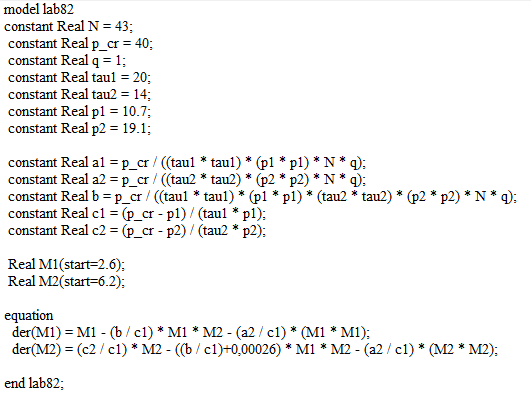 model lab82
constant Real N = 43;
constant Real p_cr = 40;
constant Real q = 1;
constant Real tau1 = 20;
constant Real tau2 = 14;
constant Real p1 = 10.7;
constant Real p2 = 19.1;
constant Real a1 = p_cr / ((tau1 * tau1) * (p1 * p1) * N * q);
constant Real a2 = p_cr / ((tau2 * tau2) * (p2 * p2) * N * q);
constant Real b = p_cr / ((tau1 * tau1) * (p1 * p1) * (tau2 * tau2) * (p2 * p2) * N * q);
constant Real c1 = (p_cr - p1) / (tau1 * p1);
constant Real c2 = (p_cr - p2) / (tau2 * p2);
Real M1(start=2.6);
Real M2(start=6.2);
equation
der(M1) = M1 - (b / c1) * M1 * M2 - (a2 / c1) * (M1 * M1);
der(M2) = (c2 / c1) * M2 - ((b / c1)+0,00026) * M1 * M2 - (a2 / c1) * (M2 * M2);
end lab82;